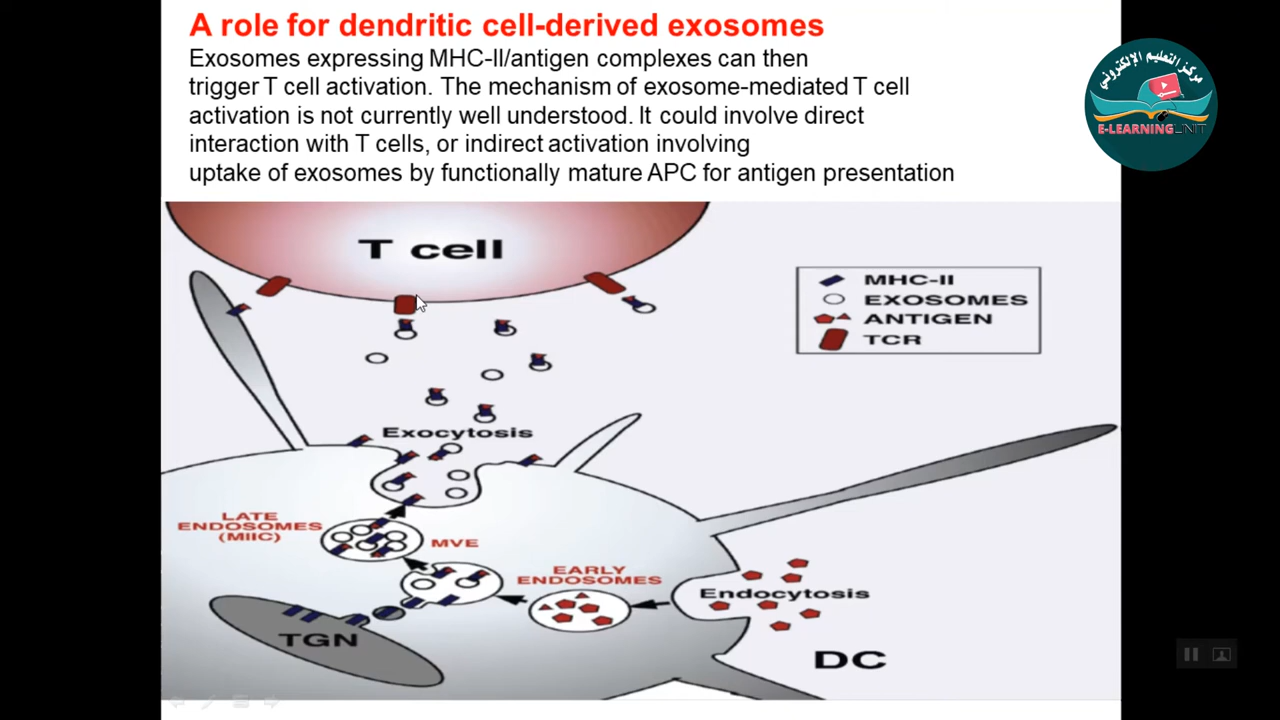 A role for dendritic cell-derived exosomes
Exosomes expressing MHC-II/antigen complexes can then
trigger T cell activation. The mechanism of exosome-mediated T cell
activation is not currently well understood. It could involve direct
interaction with T cells, or indirect activation involving
uptake of exosomes by functionally mature APC for antigen presentation
مركز التعليم الإلكتروني
E-LEARNING UNIT
T cell
MHC-II
EXOSOMES
ANTIGEN
TCR
Exocytosis
LATE
ENDOSOMES
(MIIC)
MVE
EARLY
ENDOSOMES
Endocytosis
TGN
DC